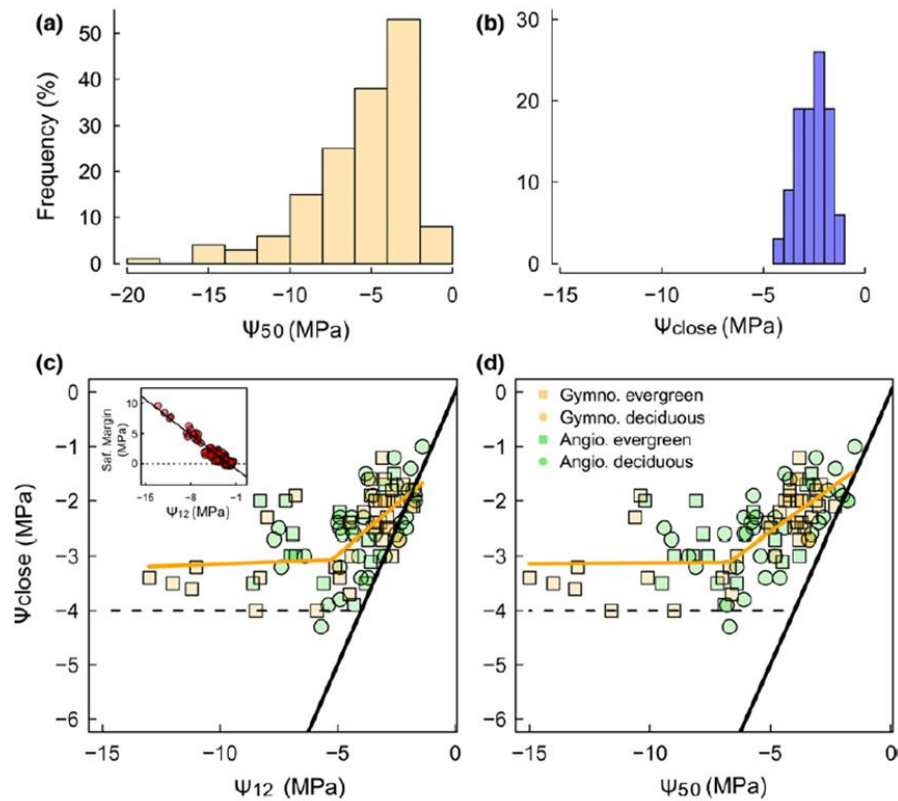 (a)
Frequency (%)
50
40
30
20
10
0
−20
−15
−10
−5
0
Ψ50 (MPa)
(b)
30
20
10
0
−15
−10
−5
0
Ψclose (MPa)
(c)
Ψclose (MPa)
0
−1
−2
−3
−4
−5
−6
Saf. Margin
(MPa)
10
5
0
−15
−8
−1
Ψ12 (MPa)
−15
−10
−5
0
Ψ12 (MPa)
(d)
Gymno. evergreen
Gymno. deciduous
Angio. evergreen
Angio. deciduous
0
−1
−2
−3
−4
−5
−6
−15
−10
−5
0
Ψ50 (MPa)